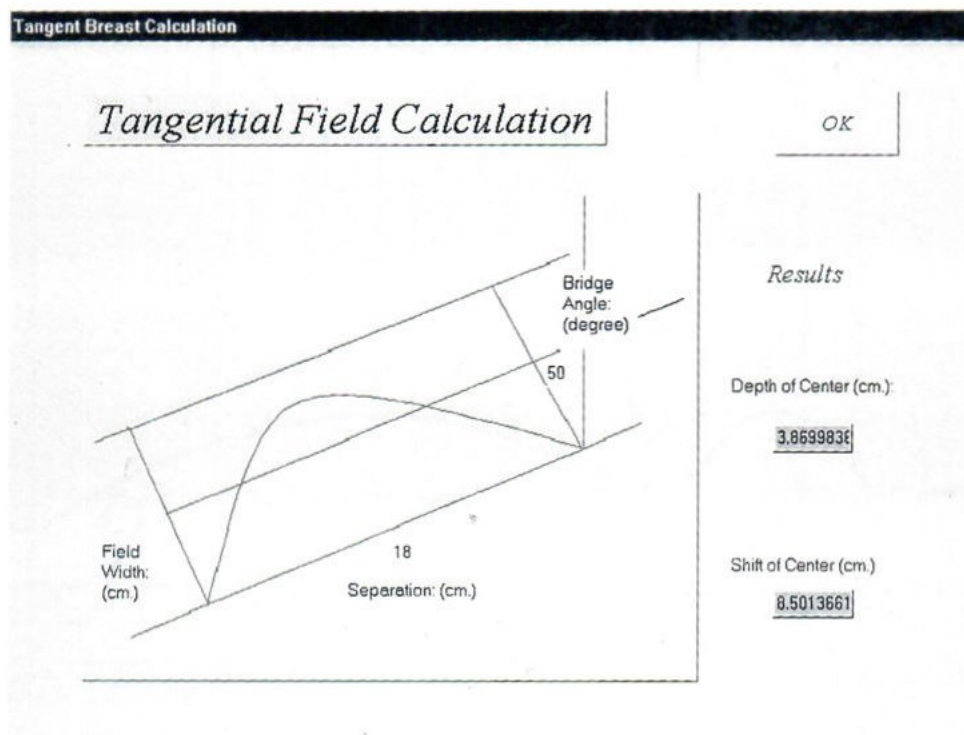 Tangent Breast Calculation
Tangential Field Calculation
OK
Results
Bridge
Angle:
(degree)
50
Depth of Center (cm.):
3.8699838
Field
Width:
(cm.)
18
Separation: (cm.)
Shift of Center (cm.)
8.5013661